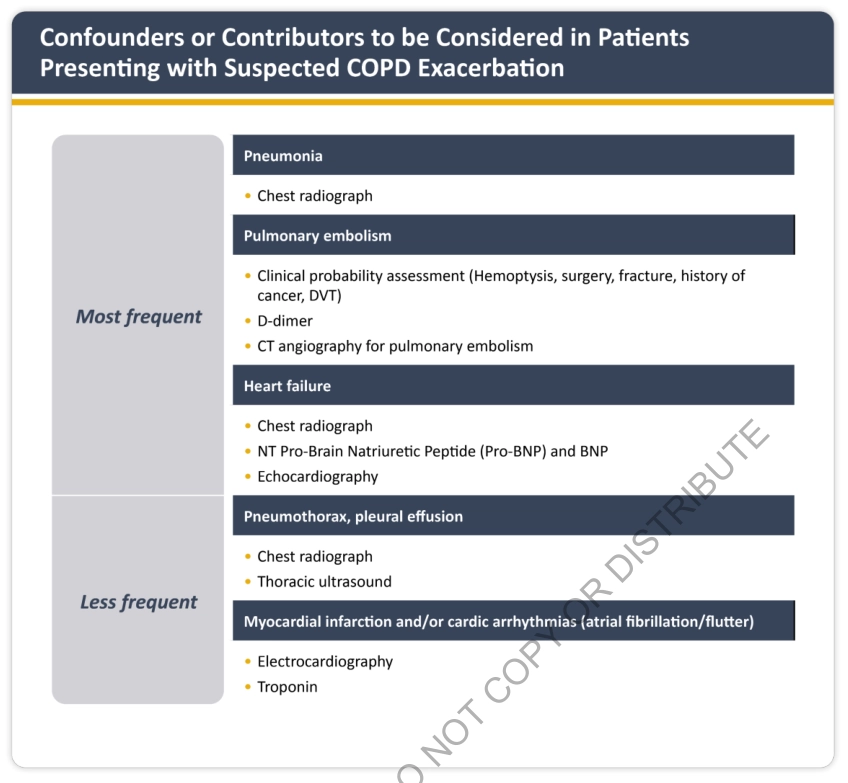 Confounders or Contributors to be Considered in Patients
Presenting with Suspected COPD Exacerbation
Most frequent
Pneumonia
• Chest radiograph
Pulmonary embolism
• Clinical probability assessment (Hemoptysis, surgery, fracture, history of
cancer, DVT)
• D-dimer
• CT angiography for pulmonary embolism
Heart failure
• Chest radiograph
• NT Pro-Brain Natriuretic Peptide (Pro-BNP) and BNP
• Echocardiography
Less frequent
Pneumothorax, pleural effusion
• Chest radiograph
• Thoracic ultrasound
Myocardial infarction and/or cardic arrhythmias (atrial fibrillation/flutter)
• Electrocardiography
• Troponin
O NOT COPY OR DISTRIBUTE